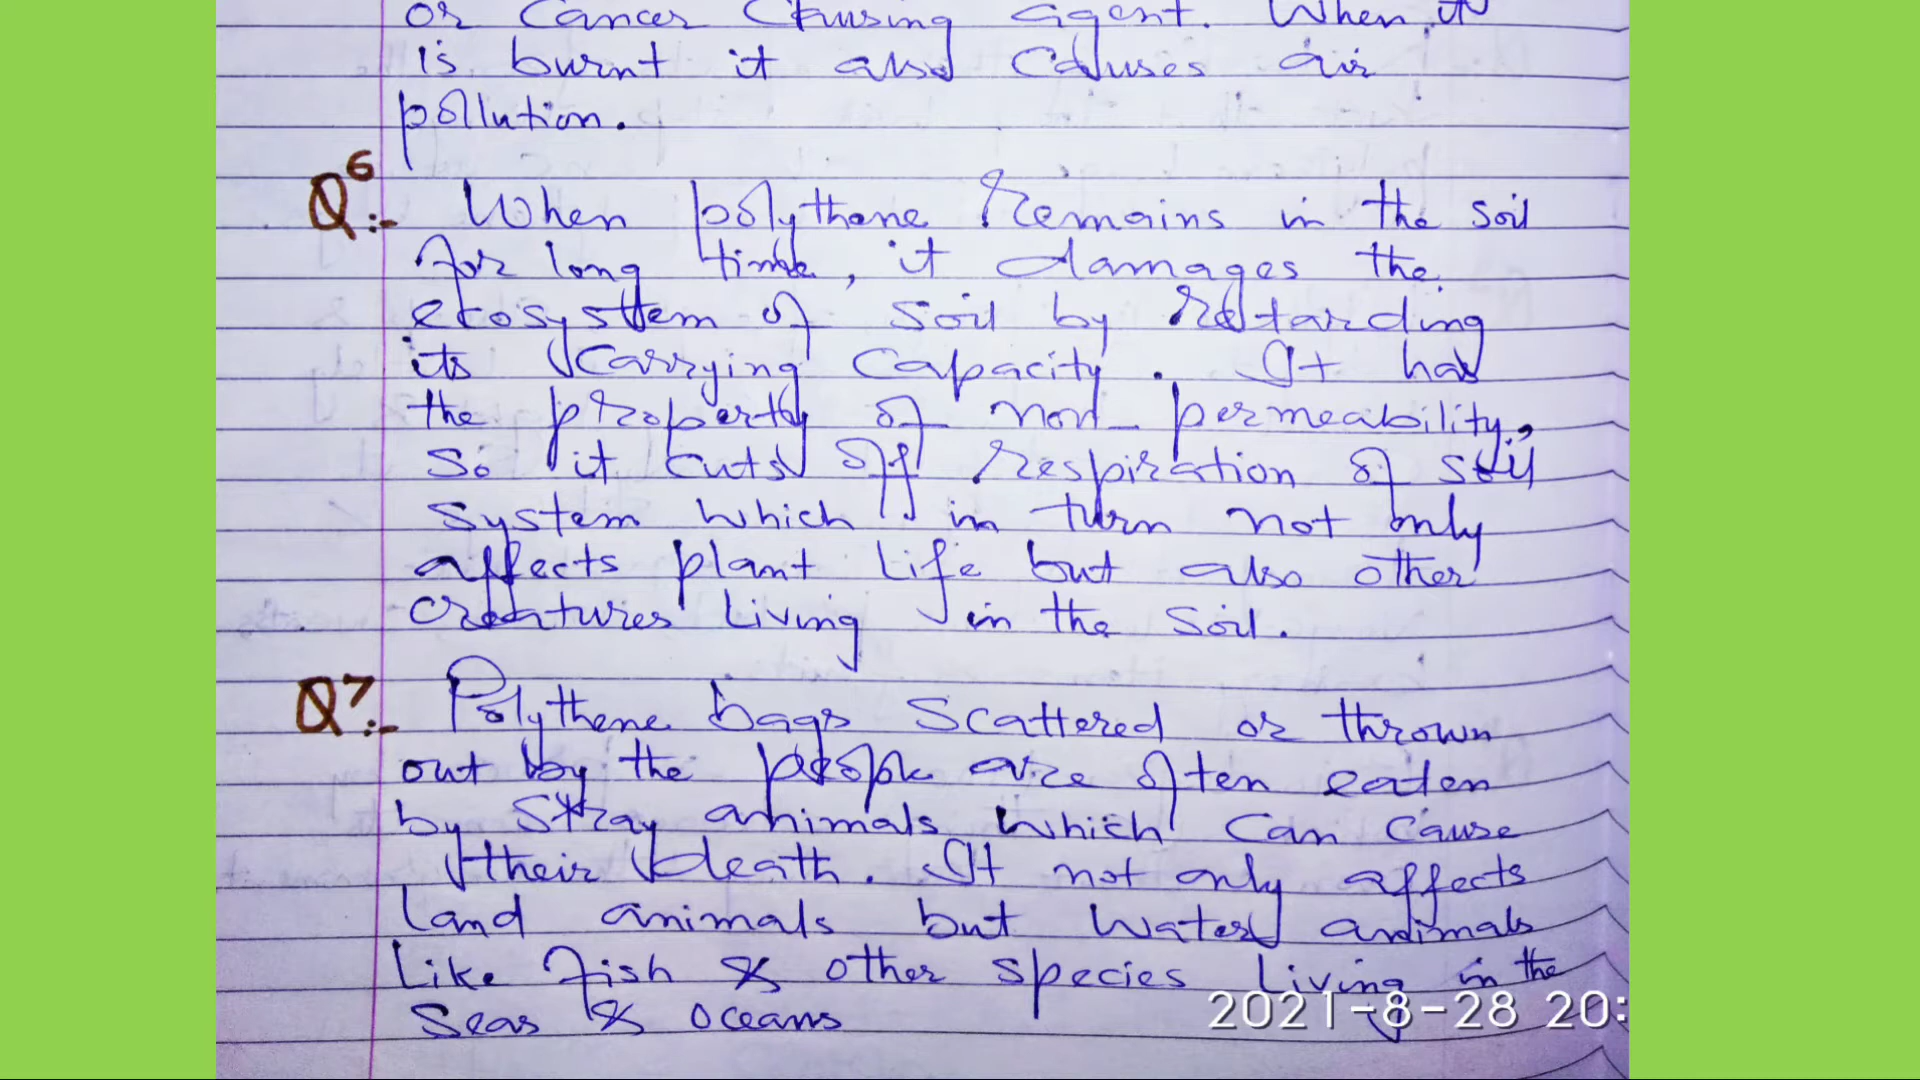 or Cancer Causing agent. When it
is burnt it also causes air
pollution.
Q6:- When polythene remains in the soil
for long time, it damages the
ecosystem of soil by retarding
its carrying capacity. It has
the property of non-permeability,
so it cuts off respiration of soil
system which in turn not only
affects plant life but also other
creatures living in the soil.
Q7:- Polythene bags scattered or thrown
out by the people are often eaten
by stray animals which can cause
their death. It not only affects
land animals but water animals
like fish & other species living in the
seas & oceans
2021-8-28 20: